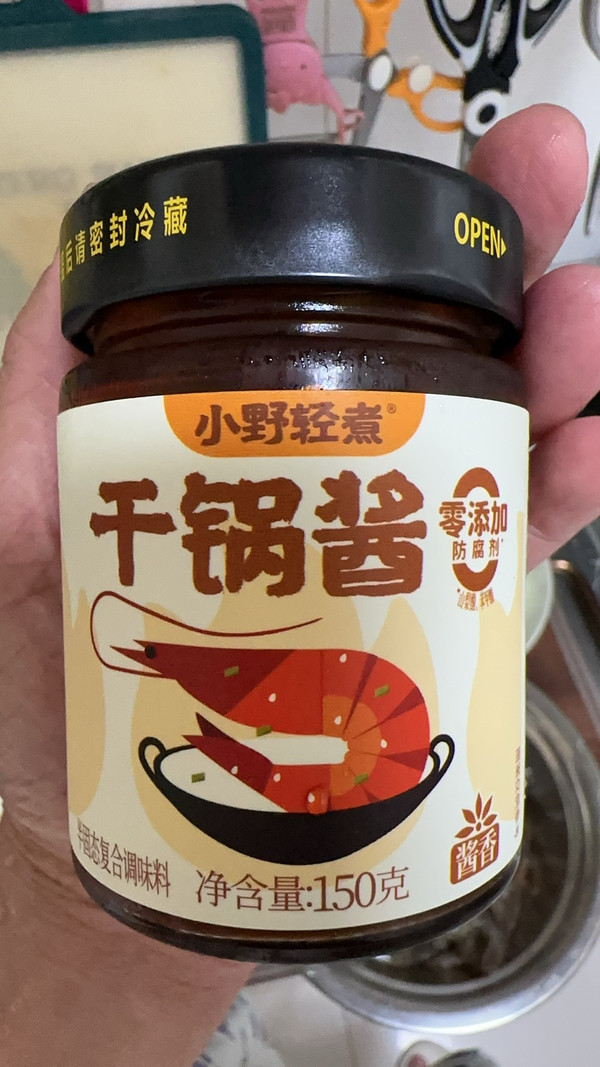 后请密封冷藏
OPEN
小野轻煮®
干锅酱
零添加
防腐剂*
半固态复合调味料
净含量:150克
酱香